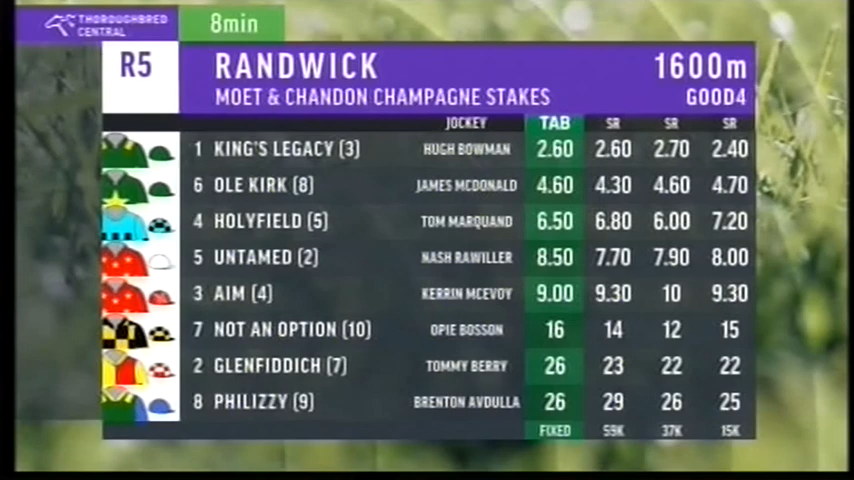 THOROUGHBRED
CENTRAL
8min
R5 RANDWICK 1600m
MOET & CHANDON CHAMPAGNE STAKES GOOD4
JOCKEY TAB SR SR SR
1 KING'S LEGACY (3) HUGH BOWMAN 2.60 2.60 2.70 2.40
6 OLE KIRK (8) JAMES MCDONALD 4.60 4.30 4.60 4.70
4 HOLYFIELD (5) TOM MARQUAND 6.50 6.80 6.00 7.20
5 UNTAMED (2) NASH RAWILLER 8.50 7.70 7.90 8.00
3 AIM (4) KERRIN MCEVOY 9.00 9.30 10 9.30
7 NOT AN OPTION (10) OPIE BOSSON 16 14 12 15
2 GLENFIDDICH (7) TOMMY BERRY 26 23 22 22
8 PHILIZZY (9) BRENTON AVDULLA 26 29 26 25
FIXED 59K 37K 15K